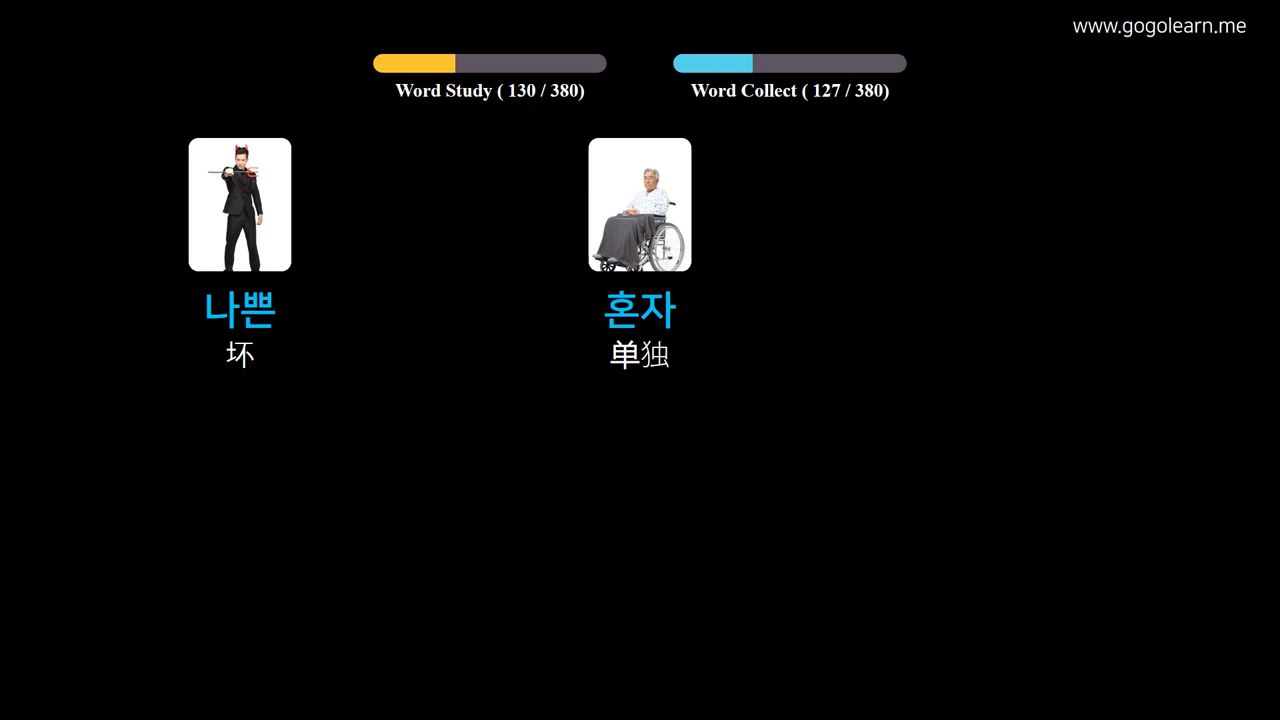 www.gogolearn.me
Word Study ( 130 / 380)
Word Collect ( 127 / 380)
나쁜
坏
혼자
单独